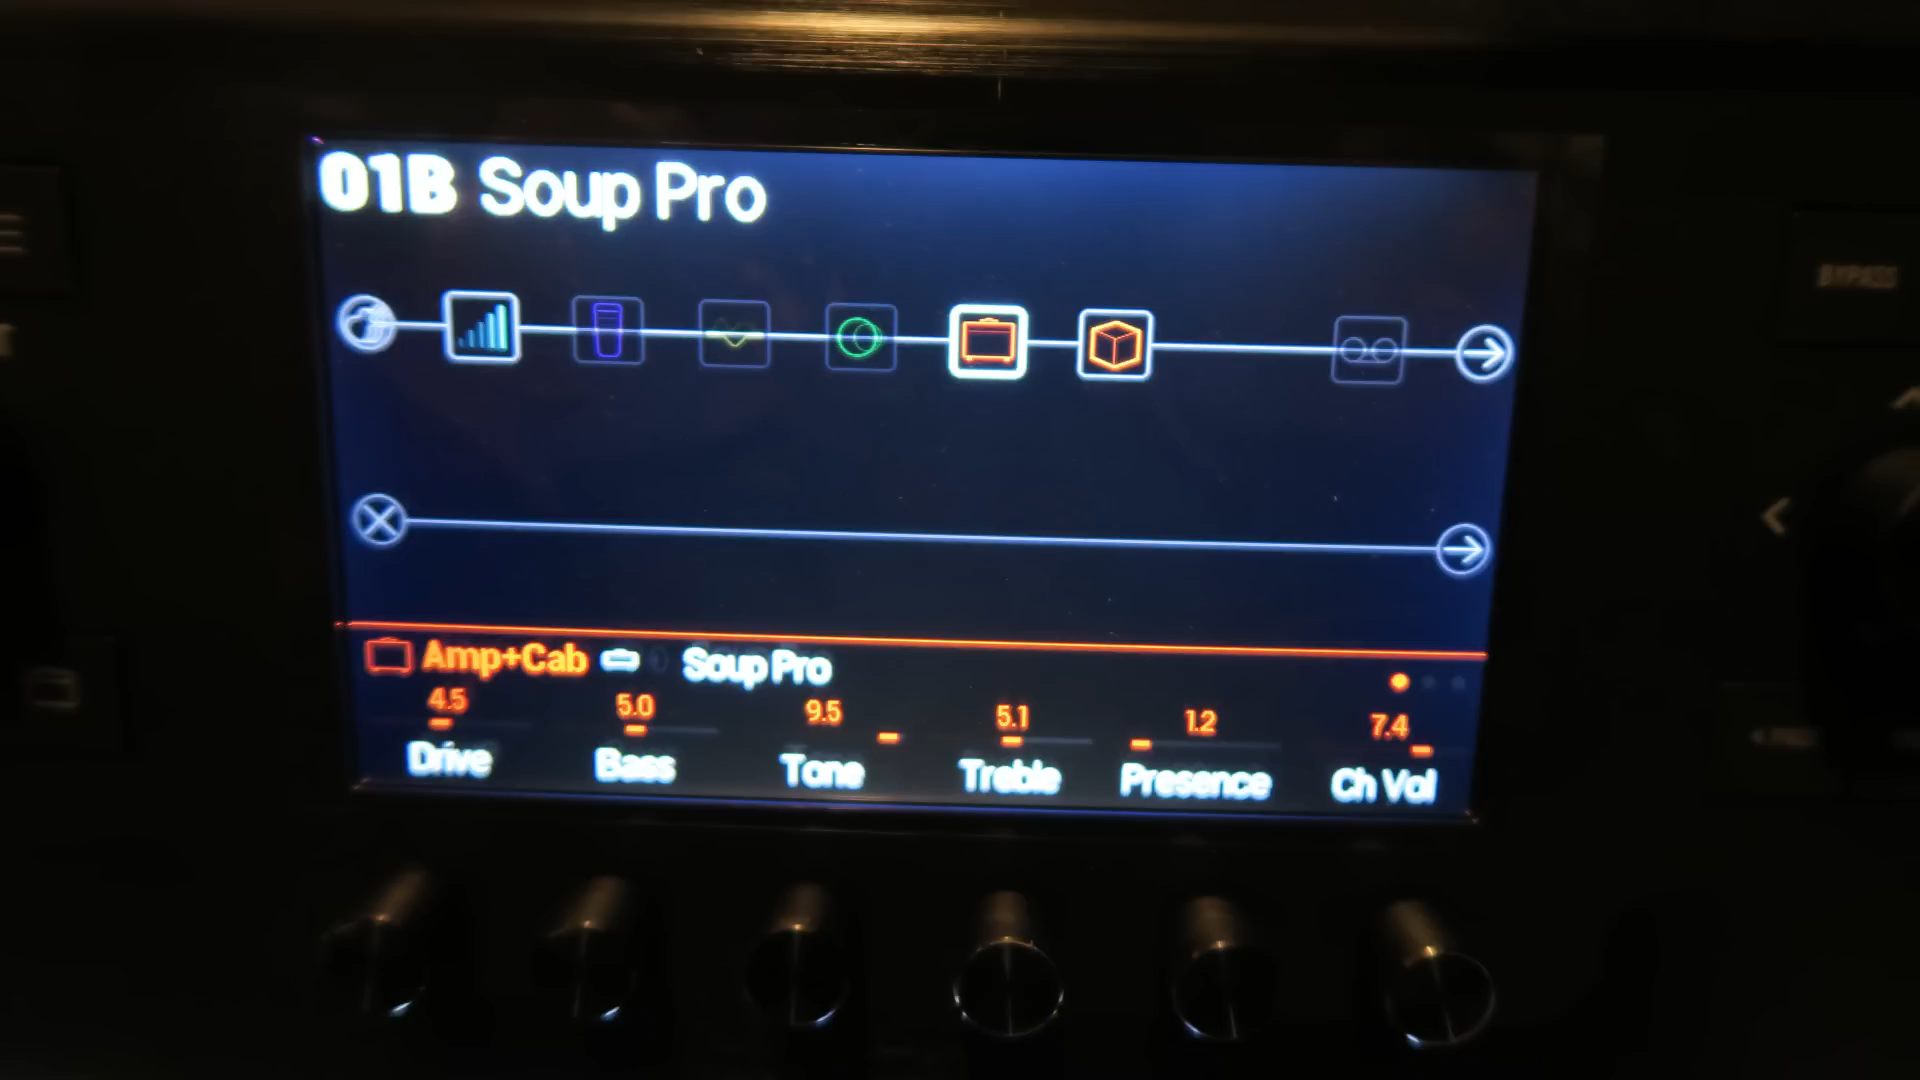 01B Soup Pro
BYPASS
Amp+Cab Soup Pro
4.5 5.0 9.5 5.1 1.2 7.4
Drive Bass Tone Treble Presence Ch Vol